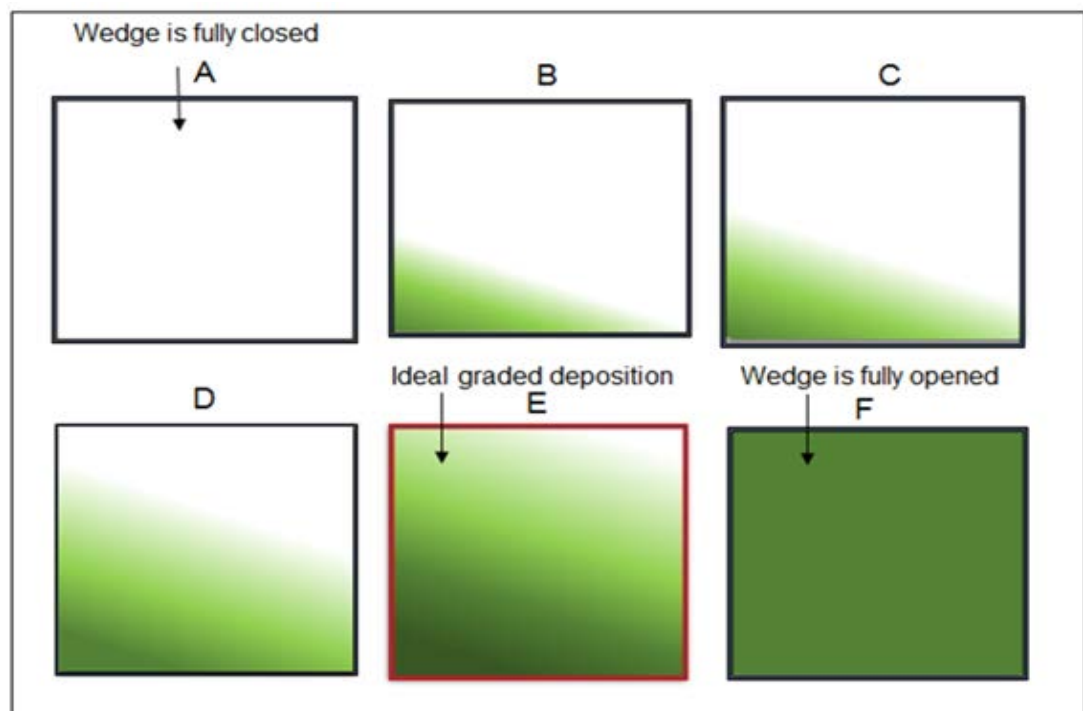 Wedge is fully closed
A
B
C
Ideal graded deposition
Wedge is fully opened
D
E
F